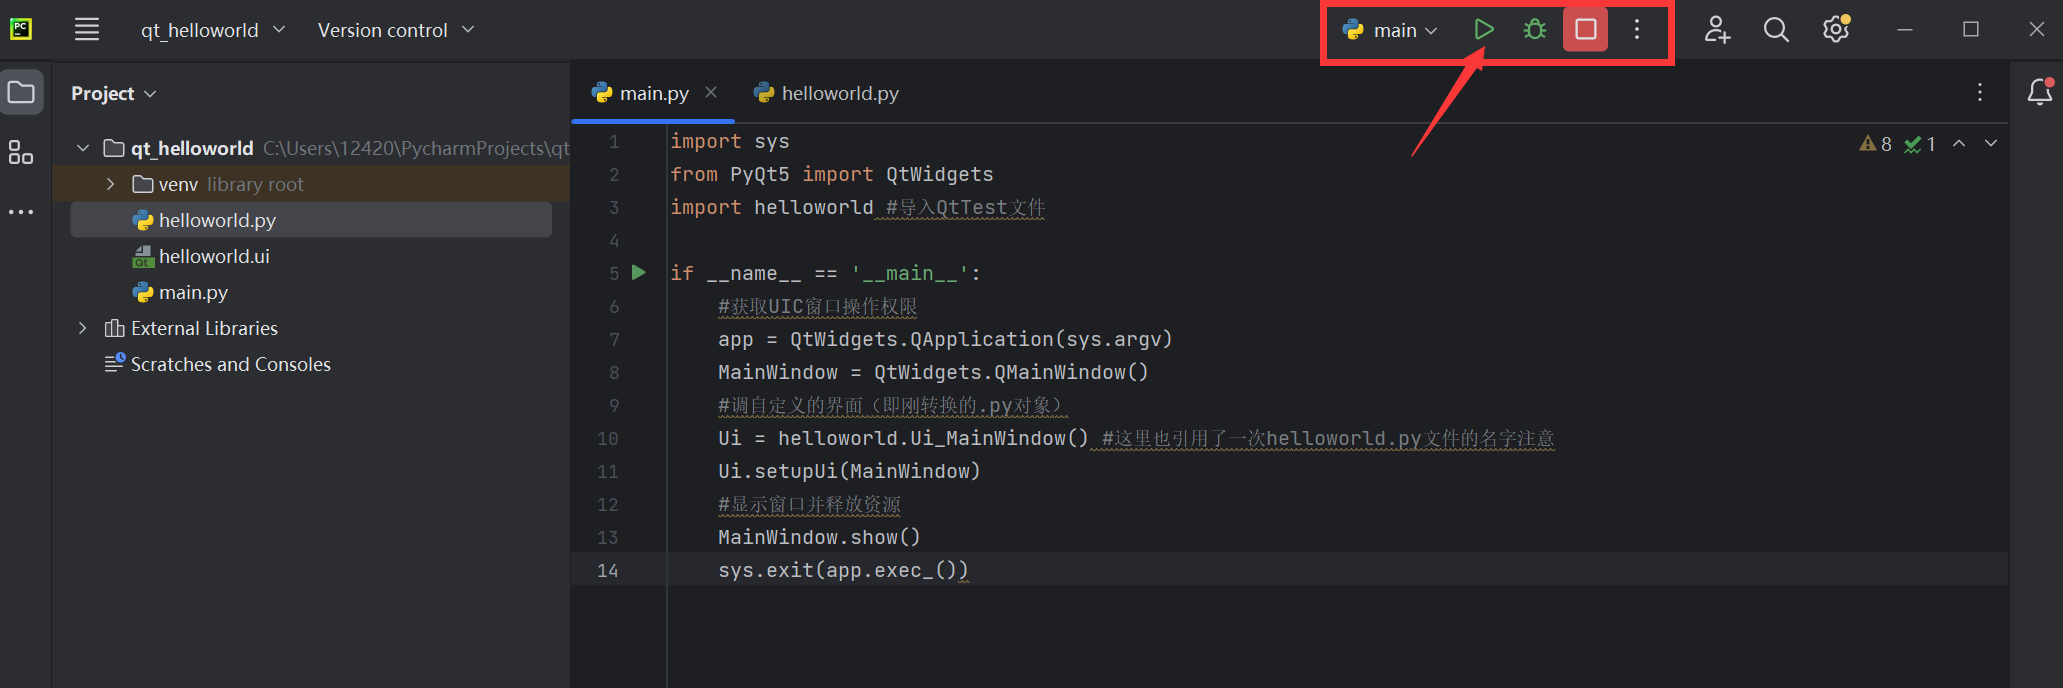 PC qt_helloworld Version control main
Project
main.py helloworld.py
qt_helloworld C:\Users\12420\PycharmProjects\qt
venv library root
helloworld.py
Qt helloworld.ui
main.py
External Libraries
Scratches and Consoles
8 1
1 import sys
2 from PyQt5 import QtWidgets
3 import helloworld #导入QtTest文件
4
5 if __name__ == '__main__':
6 #获取UIC窗口操作权限
7 app = QtWidgets.QApplication(sys.argv)
8 MainWindow = QtWidgets.QMainWindow()
9 #调自定义的界面（即刚转换的.py对象）
10 Ui = helloworld.Ui_MainWindow() #这里也引用了一次helloworld.py文件的名字注意
11 Ui.setupUi(MainWindow)
12 #显示窗口并释放资源
13 MainWindow.show()
14 sys.exit(app.exec_())